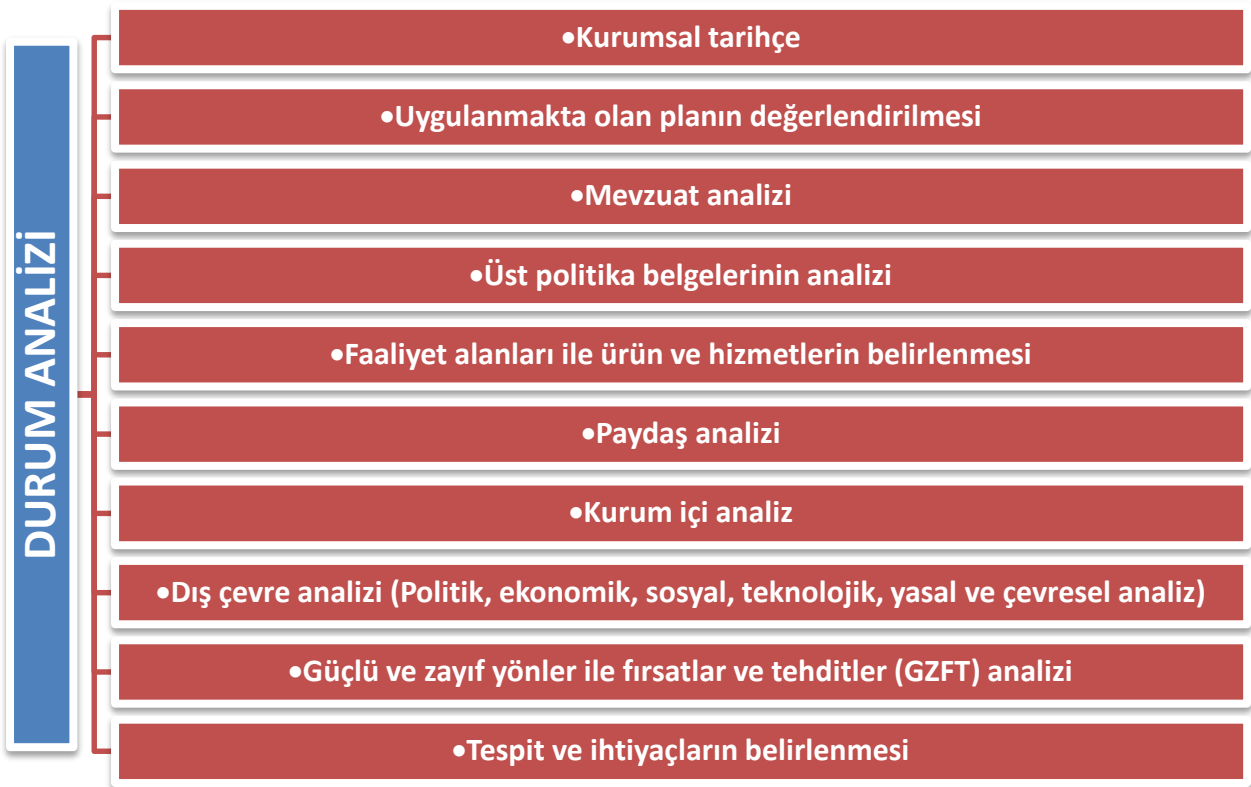 DURUM ANALİZİ
•Kurumsal tarihçe
•Uygulanmakta olan planın değerlendirilmesi
•Mevzuat analizi
•Üst politika belgelerinin analizi
•Faaliyet alanları ile ürün ve hizmetlerin belirlenmesi
•Paydaş analizi
•Kurum içi analiz
•Dış çevre analizi (Politik, ekonomik, sosyal, teknolojik, yasal ve çevresel analiz)
•Güçlü ve zayıf yönler ile fırsatlar ve tehditler (GZFT) analizi
•Tespit ve ihtiyaçların belirlenmesi